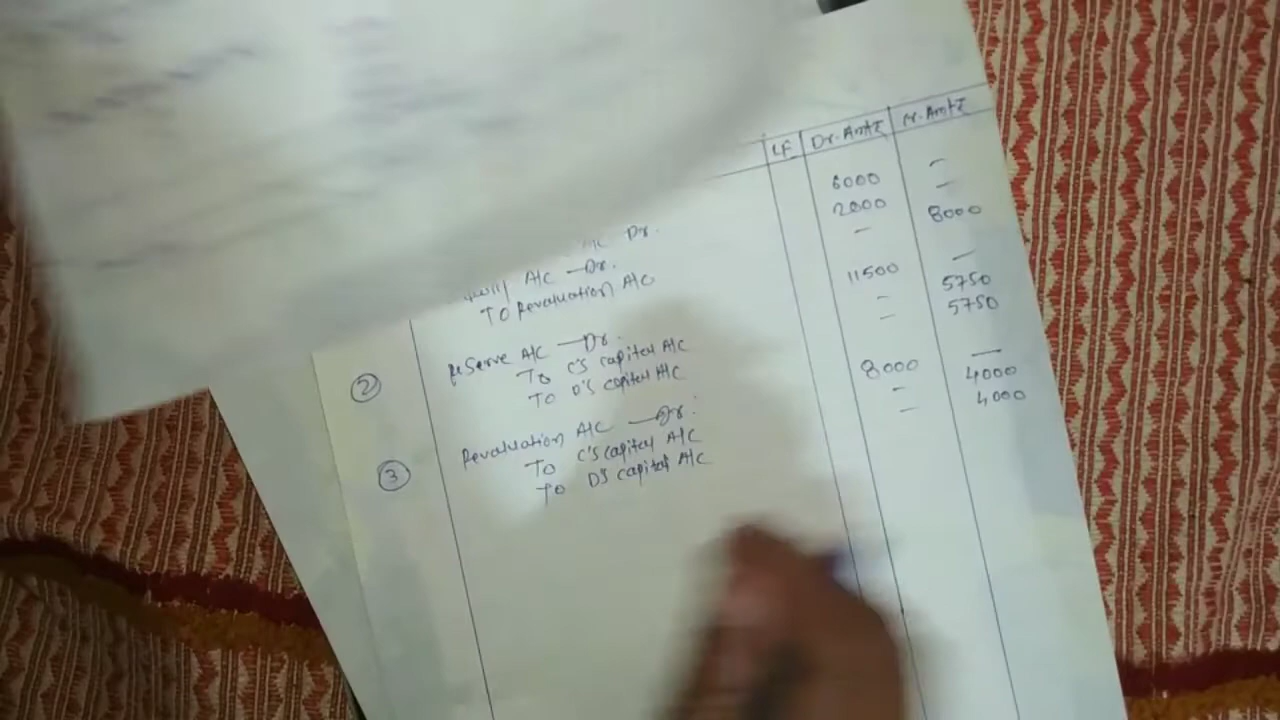 LF Dr. Amt₹ Cr. Amt₹
6000 —
A/C Dr. 2000 —
A/C — Dr. — 8000
To Revaluation A/C
11500 —
② Reserve A/C — Dr. — 5750
To C's capital A/C — 5750
To D's capital A/C
8000 —
③ Revaluation A/C — Dr. — 4000
To C's capital A/C — 4000
To D's capital A/C